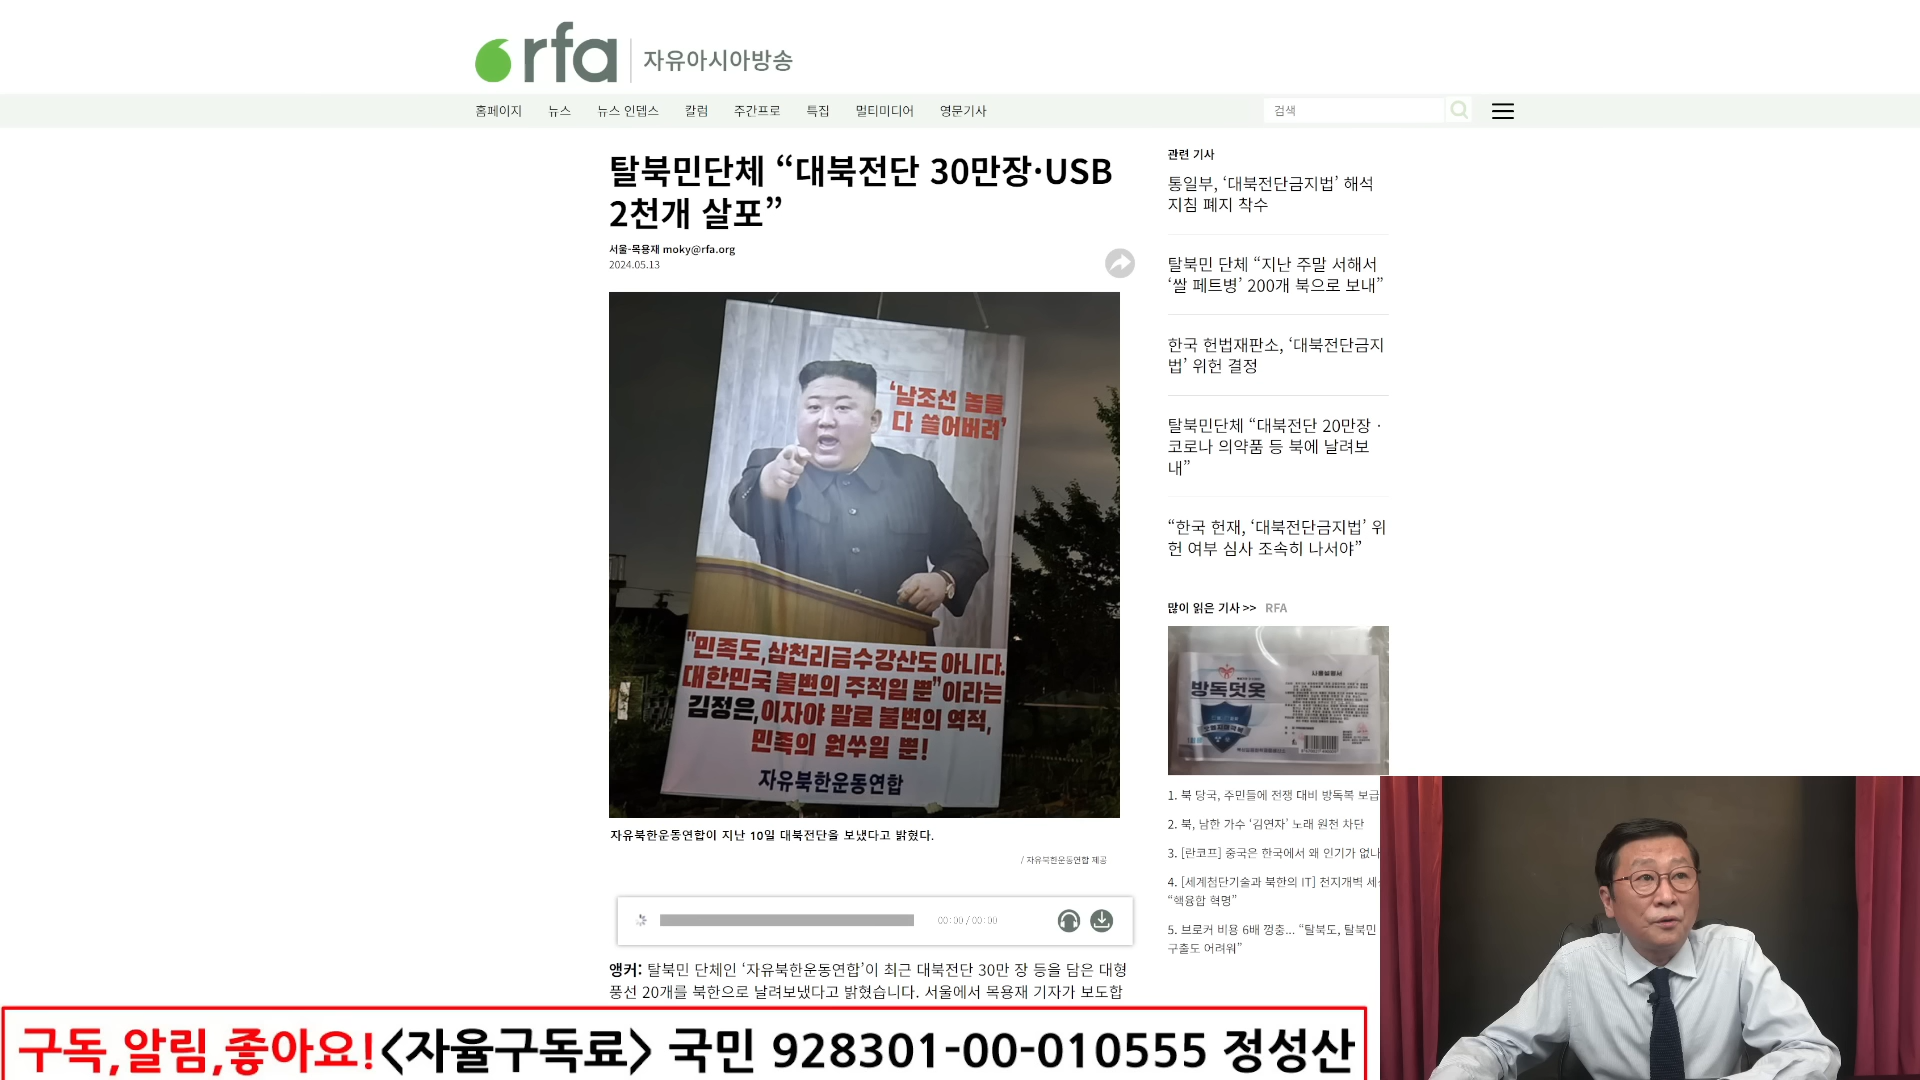 rfa 자유아시아방송
홈페이지 뉴스 뉴스 인뎁스 칼럼 주간프로 특집 멀티미디어 영문기사 검색
탈북민단체 “대북전단 30만장·USB
2천개 살포”
서울-목용재 moky@rfa.org
2024.05.13
‘남조선 놈들
다 쓸어버려’
"민족도,삼천리금수강산도 아니다.
대한민국 불변의 주적일 뿐"이라는
김정은,이자야 말로 불변의 역적,
민족의 원쑤일 뿐!
자유북한운동연합
자유북한운동연합이 지난 10일 대북전단을 보냈다고 밝혔다.
/ 자유북한운동연합 제공
00:00 / 00:00
앵커: 탈북민 단체인 ‘자유북한운동연합’이 최근 대북전단 30만 장 등을 담은 대형
풍선 20개를 북한으로 날려보냈다고 밝혔습니다. 서울에서 목용재 기자가 보도합
관련 기사
통일부, ‘대북전단금지법’ 해석
지침 폐지 착수
탈북민 단체 “지난 주말 서해서
‘쌀 페트병’ 200개 북으로 보내”
한국 헌법재판소, ‘대북전단금지
법’ 위헌 결정
탈북민단체 “대북전단 20만장 ·
코로나 의약품 등 북에 날려보
내”
“한국 헌재, ‘대북전단금지법’ 위
헌 여부 심사 조속히 나서야”
많이 읽은 기사 >> RFA
방독덧옷
사용설명서
1. 북 당국, 주민들에 전쟁 대비 방독복 보급
2. 북, 남한 가수 ‘김연자’ 노래 원천 차단
3. [란코프] 중국은 한국에서 왜 인기가 없나
4. [세계첨단기술과 북한의 IT] 천지개벽
“핵융합 혁명”
5. 브로커 비용 6배 껑충... “탈북도, 탈북민
구출도 어려워”
구독,알림,좋아요!<자율구독료> 국민 928301-00-010555 정성산